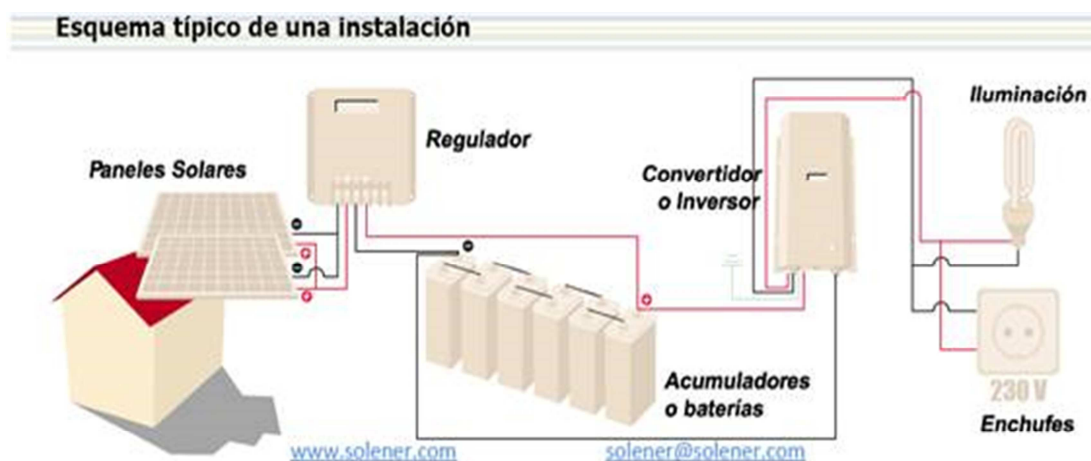 Esquema típico de una instalación
Iluminación
Regulador
Paneles Solares
Convertidor
o Inversor
Acumuladores
o baterías
230 V
Enchufes
www.solener.com
solener@solener.com